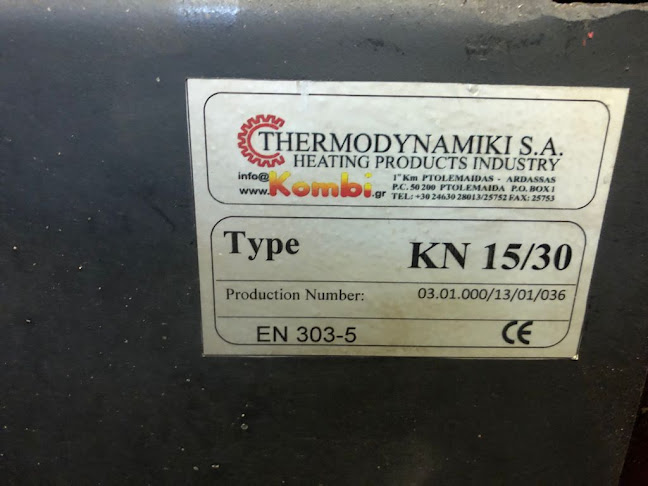 THERMODYNAMIKI S.A.
HEATING PRODUCTS INDUSTRY
info@
www.Kombi.gr
1" Km PTOLEMAIDAS - ARDASSAS
P.C. 50 200 PTOLEMAIDA P.O. BOX 1
TEL: +30 24630 28013/25752 FAX: 25753
Type KN 15/30
Production Number: 03.01.000/13/01/036
EN 303-5 CE